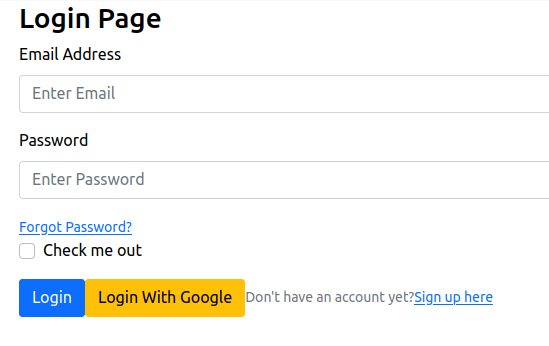 Login Page
Email Address
Enter Email
Password
Enter Password
Forgot Password?
Check me out
Login Login With Google Don't have an account yet?Sign up here